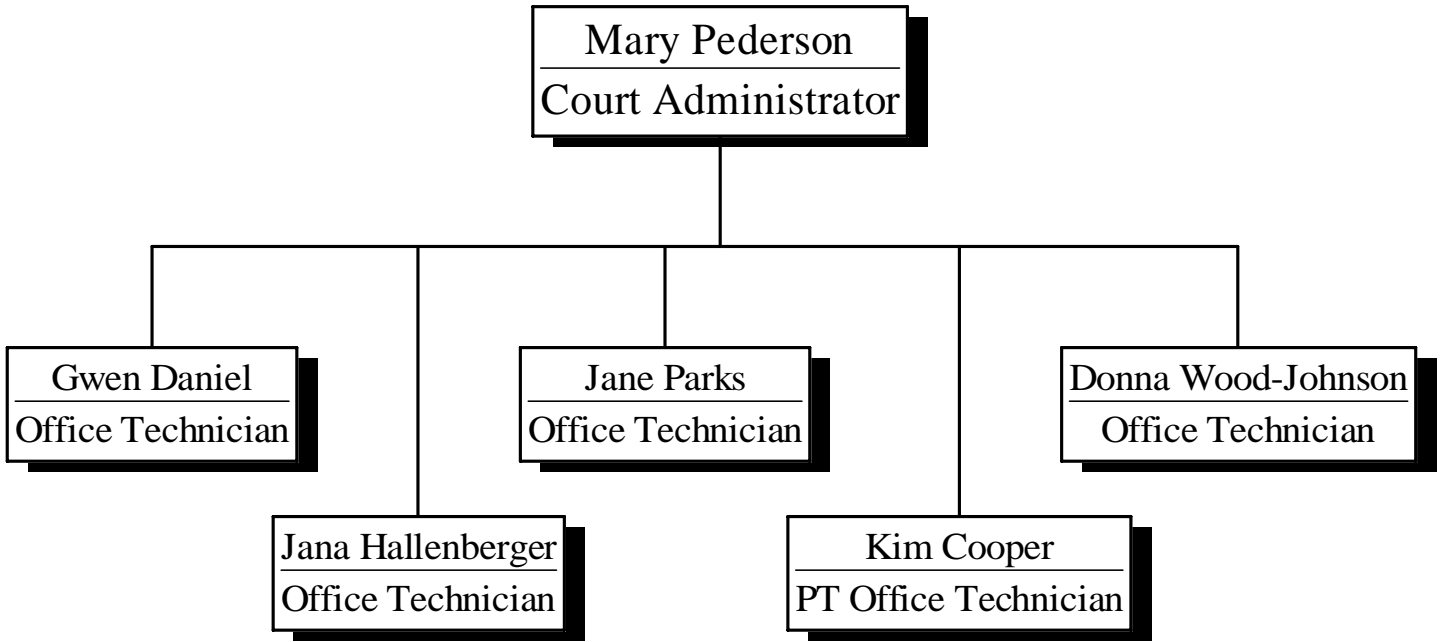 Mary Pederson
Court Administrator
Gwen Daniel
Office Technician
Jane Parks
Office Technician
Donna Wood-Johnson
Office Technician
Jana Hallenberger
Office Technician
Kim Cooper
PT Office Technician